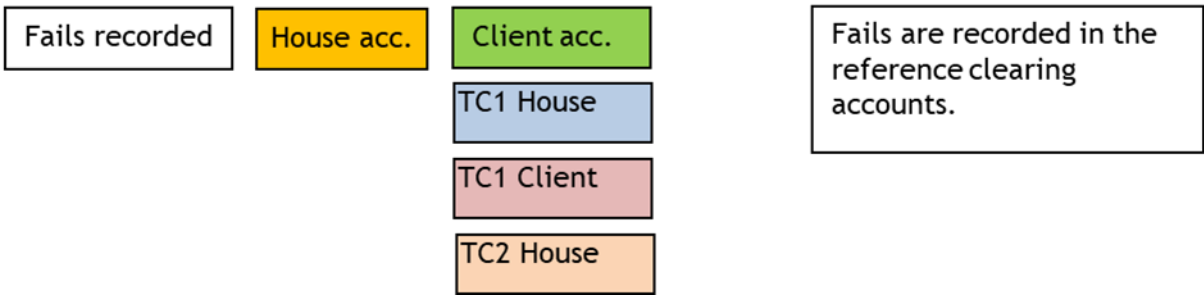 Fails recorded
House acc.
Client acc.
TC1 House
TC1 Client
TC2 House
Fails are recorded in the
reference clearing
accounts.